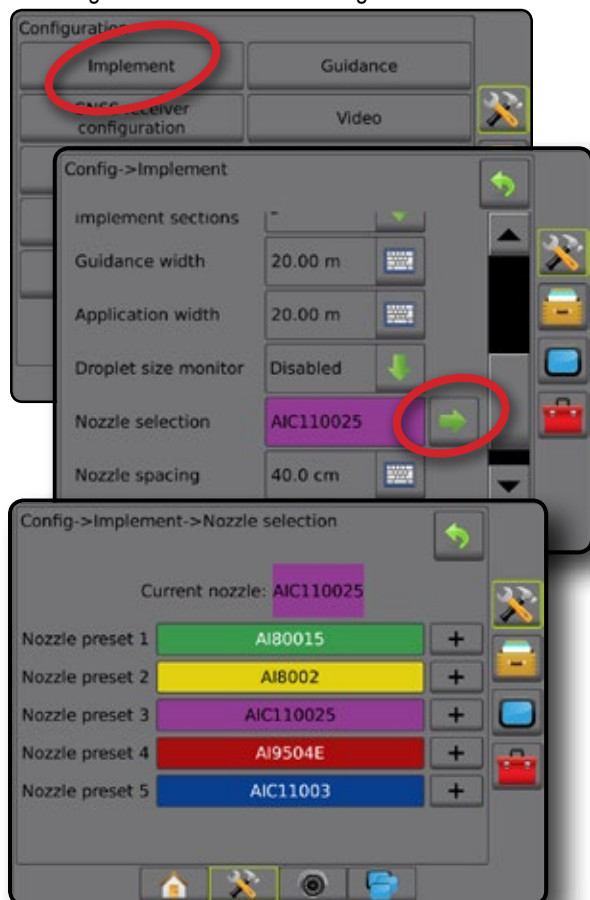 Configuration
Implement
Guidance
GNSS receiver
configuration
Video
Config->Implement
Implement sections
Guidance width
20.00 m
Application width
20.00 m
Droplet size monitor
Disabled
Nozzle selection
AIC110025
Nozzle spacing
40.0 cm
Config->Implement->Nozzle selection
Current nozzle: AIC110025
Nozzle preset 1 AI80015 +
Nozzle preset 2 AI8002 +
Nozzle preset 3 AIC110025 +
Nozzle preset 4 AI9504E +
Nozzle preset 5 AIC11003 +